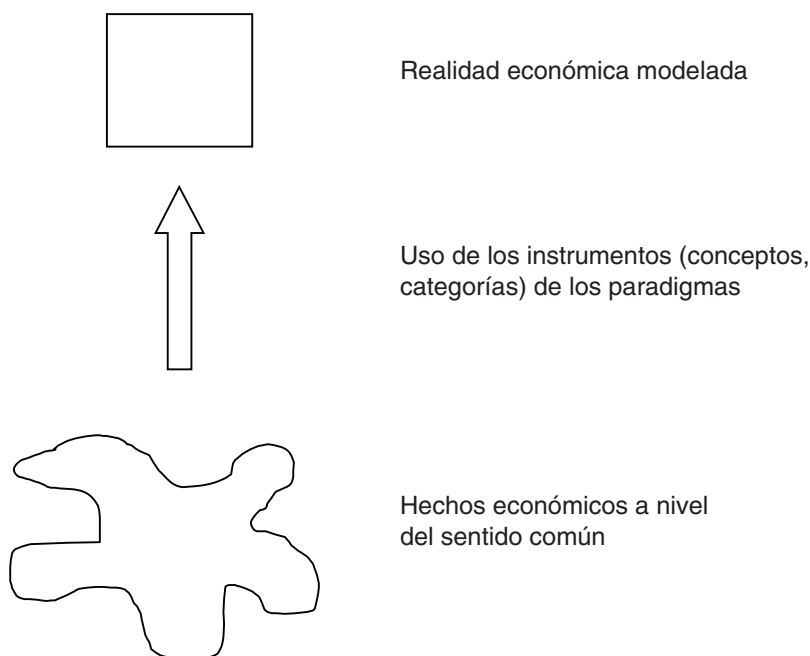 Realidad económica modelada
Uso de los instrumentos (conceptos,
categorías) de los paradigmas
Hechos económicos a nivel
del sentido común